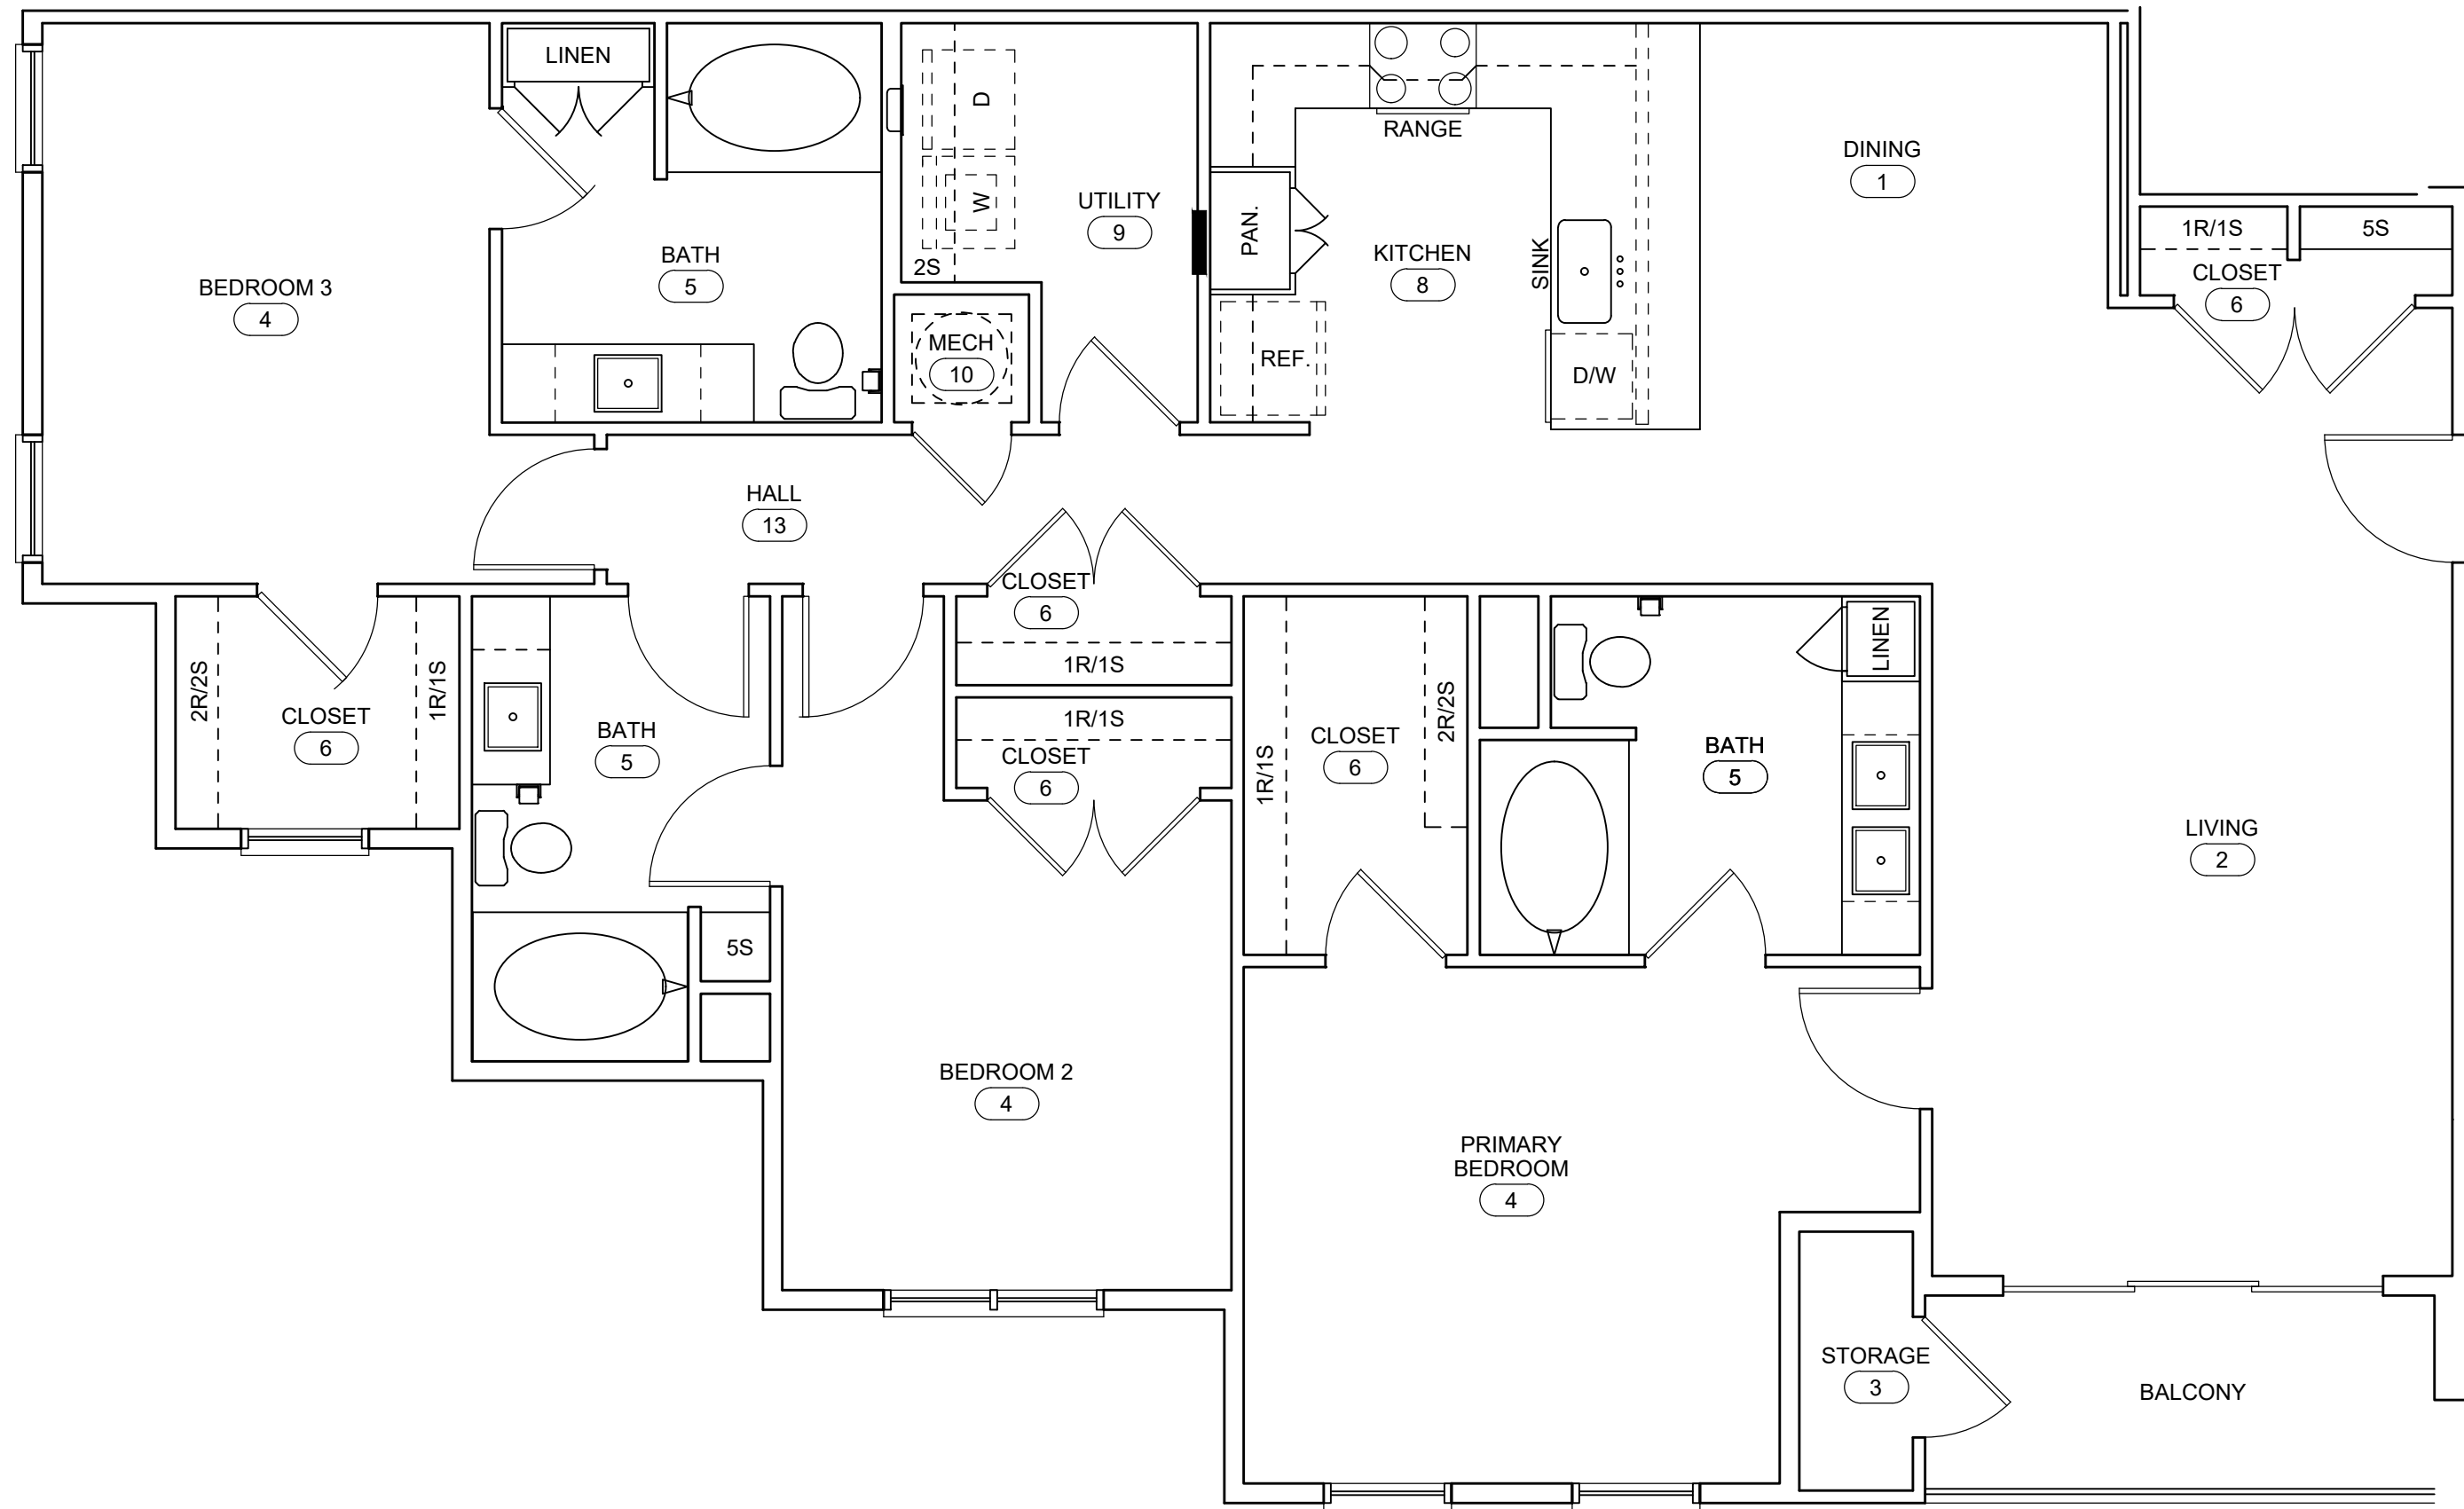 LINEN
D
W
2S
UTILITY
9
RANGE
PAN.
KITCHEN
8
SINK
REF.
D/W
DINING
1
1R/1S
5S
CLOSET
6
BEDROOM 3
4
BATH
5
MECH
10
HALL
13
CLOSET
6
1R/1S
2R/2S
CLOSET
6
1R/1S
BATH
5
5S
1R/1S
CLOSET
6
BEDROOM 2
4
1R/1S
CLOSET
6
2R/2S
BATH
5
LINEN
LIVING
2
PRIMARY
BEDROOM
4
STORAGE
3
BALCONY